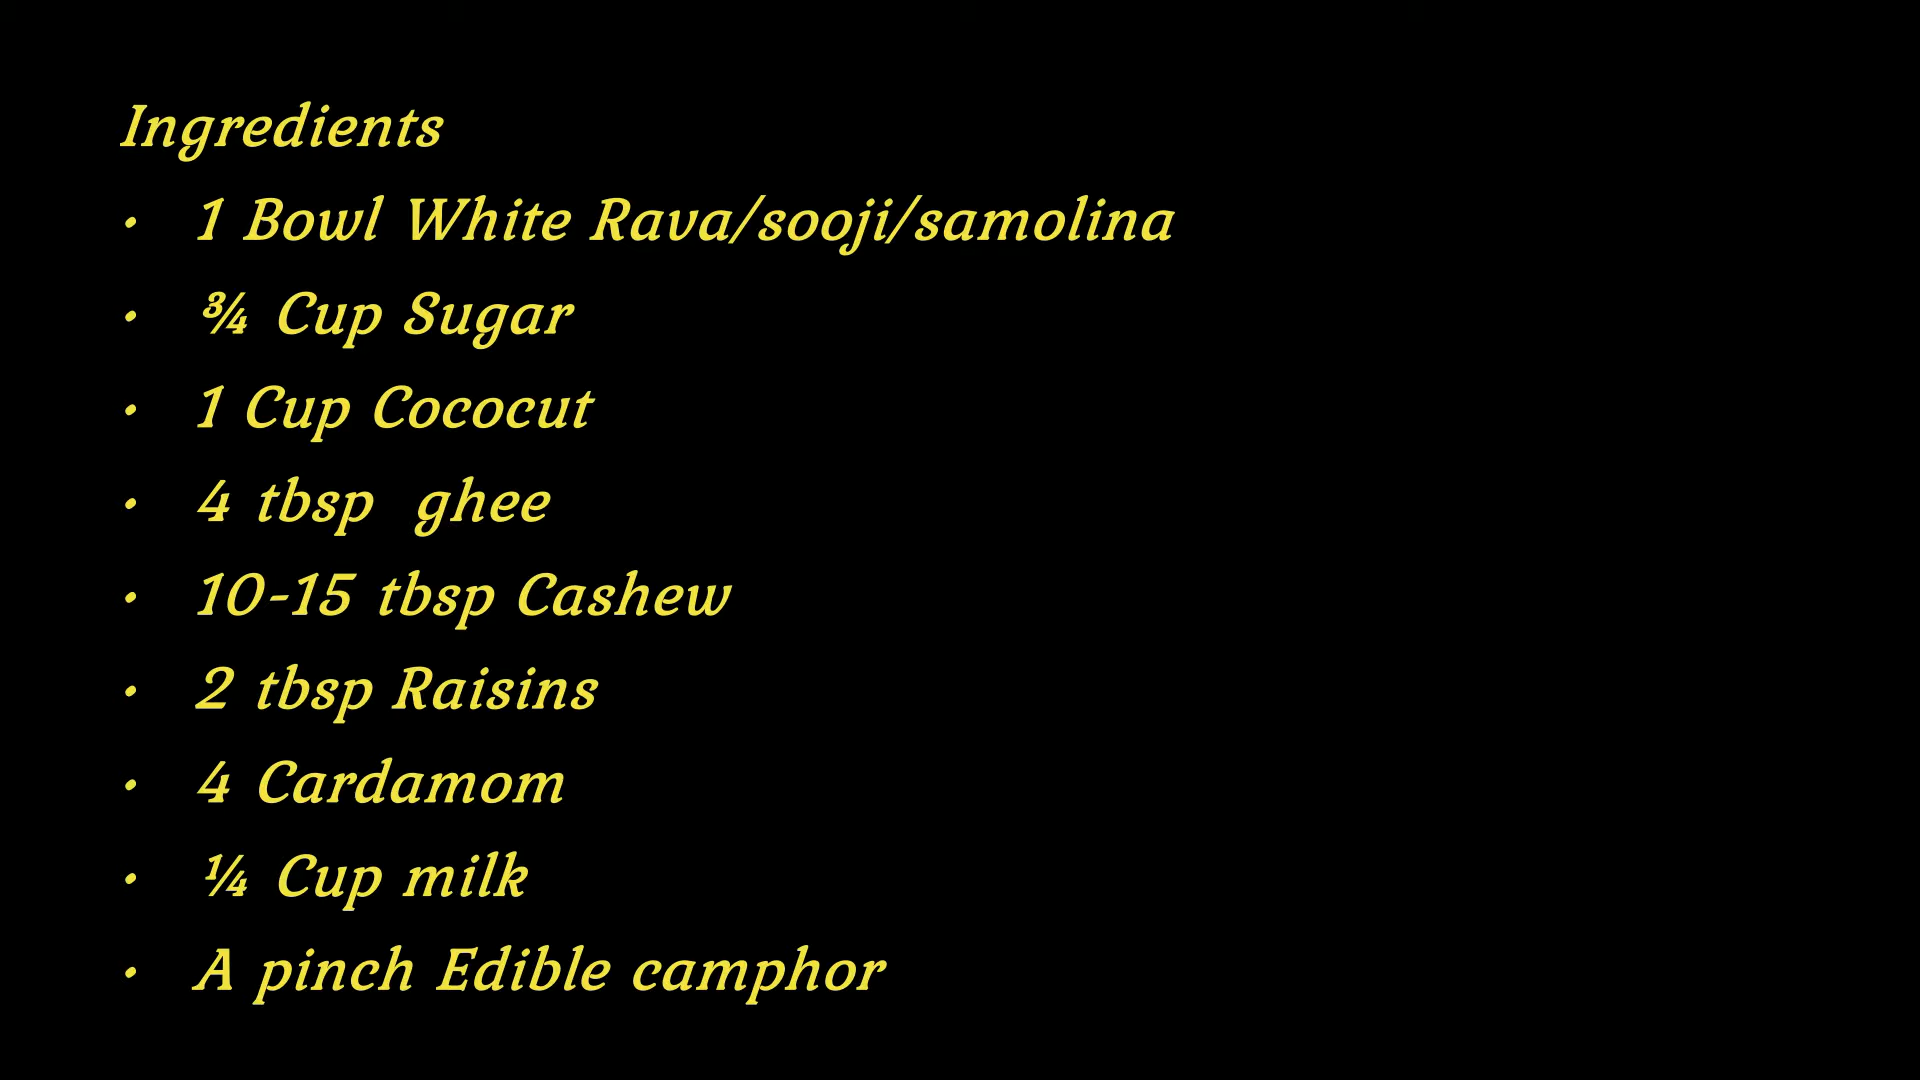 Ingredients
• 1 Bowl White Rava/sooji/samolina
• ¾ Cup Sugar
• 1 Cup Cococut
• 4 tbsp  ghee
• 10-15 tbsp Cashew
• 2 tbsp Raisins
• 4 Cardamom
• ¼ Cup milk
• A pinch Edible camphor